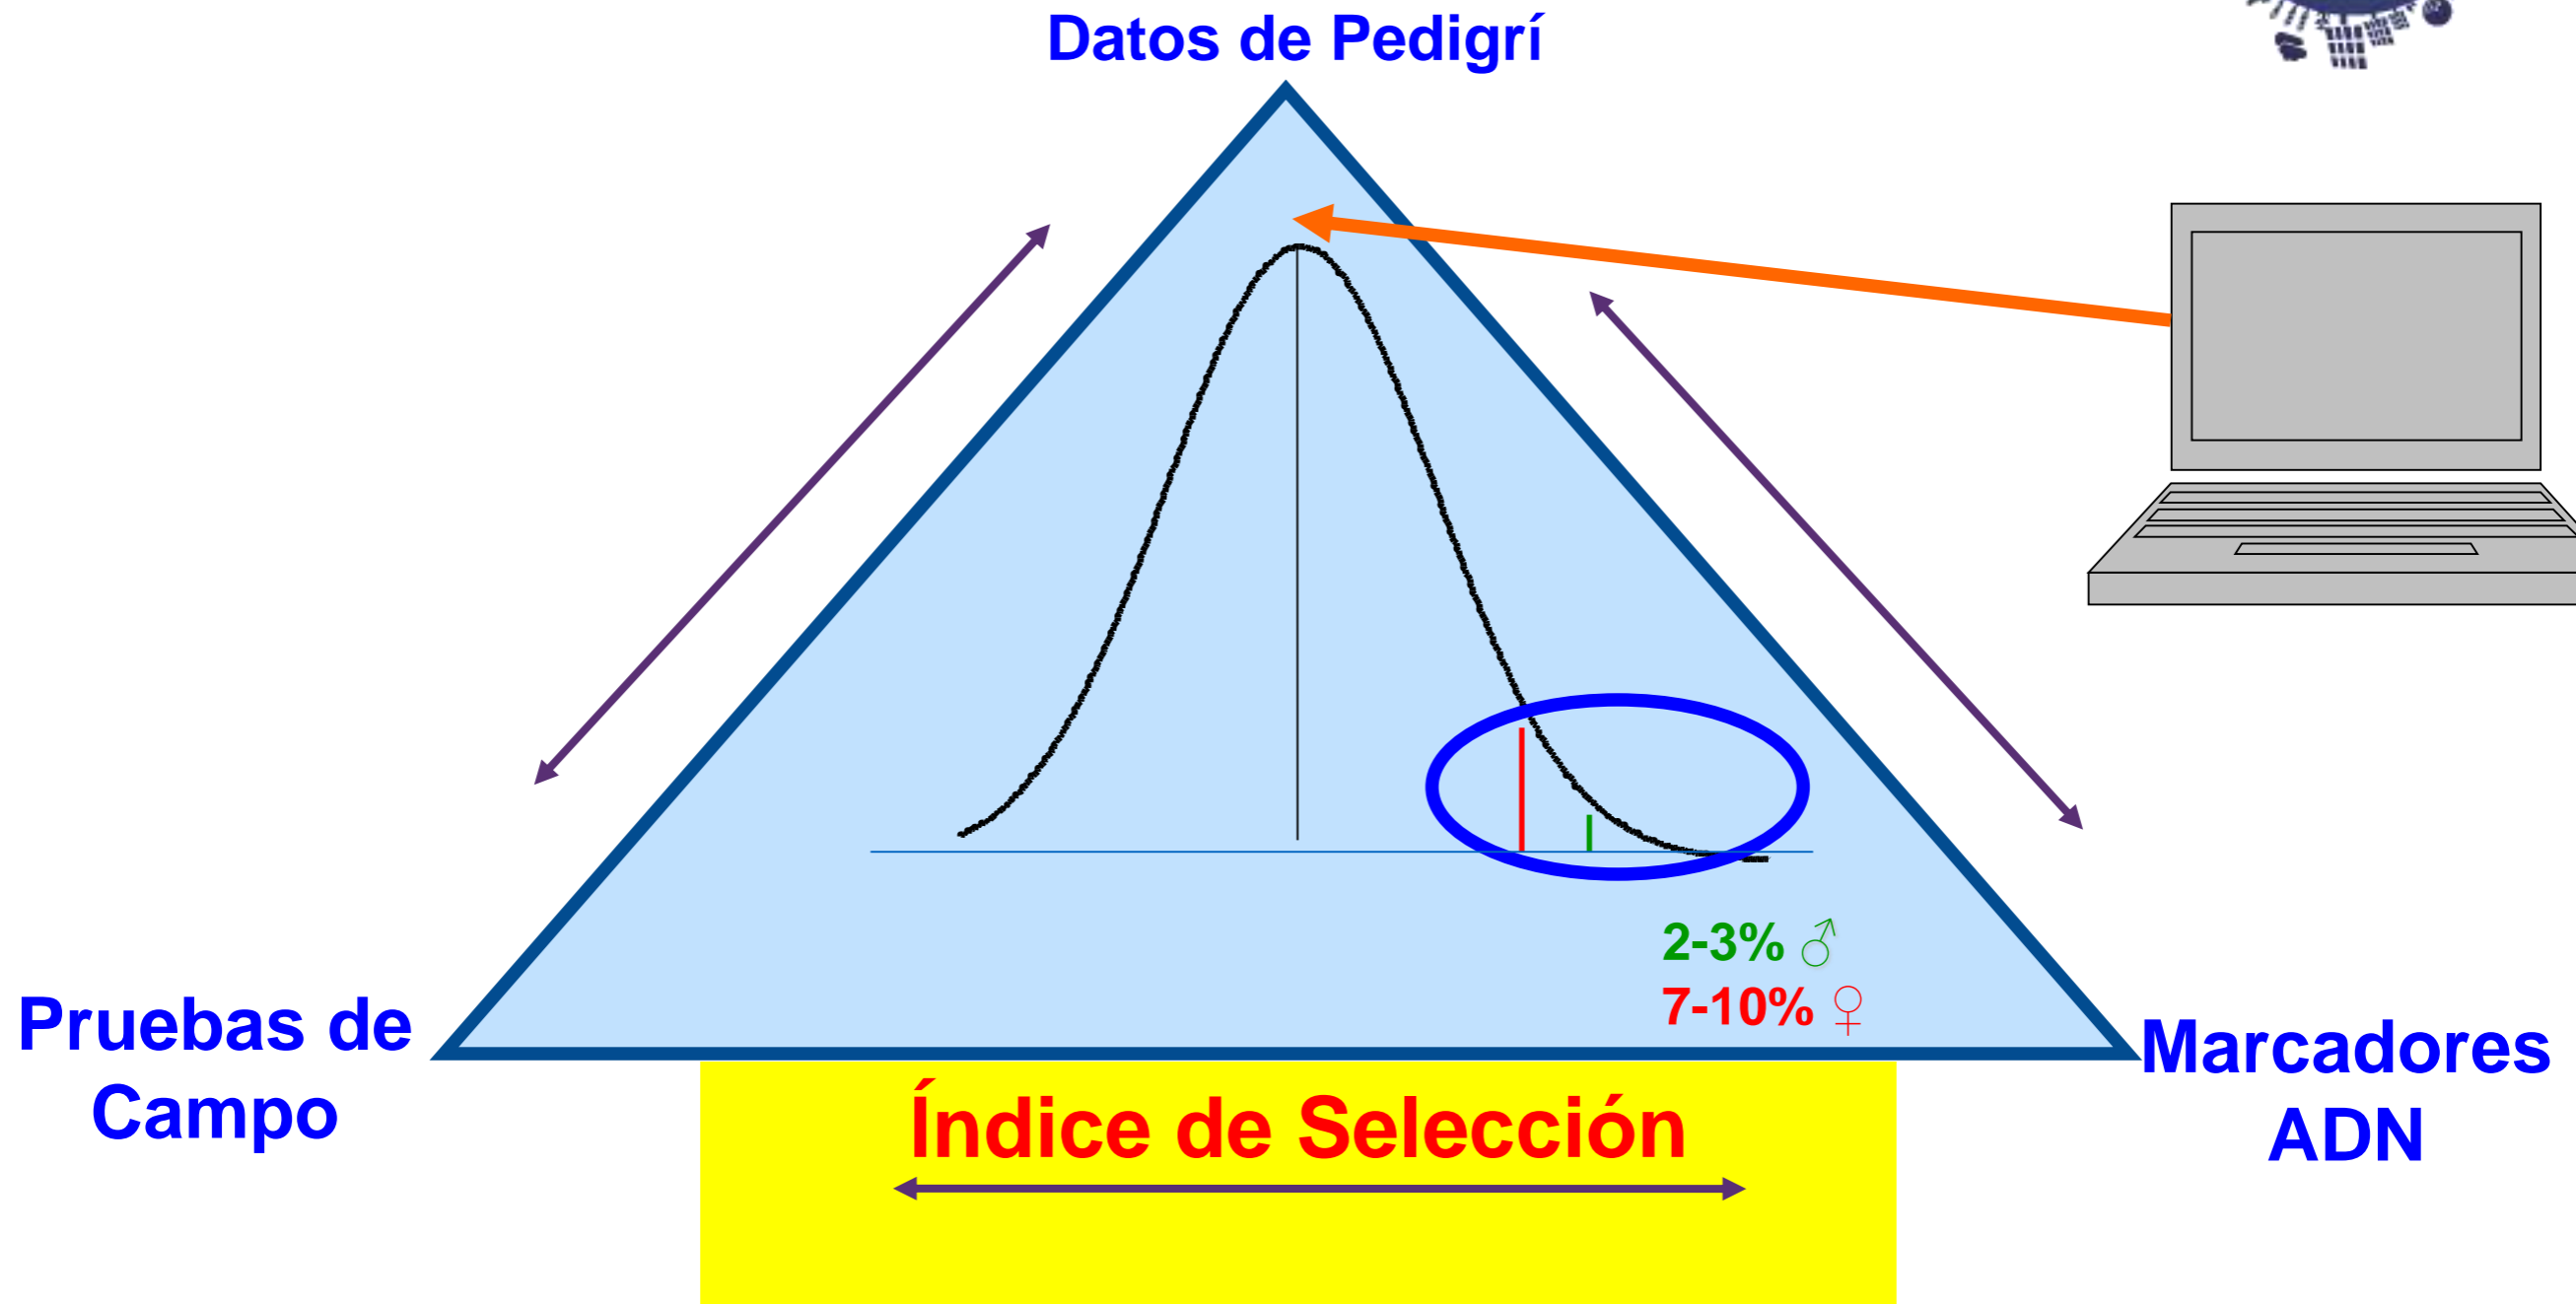 Datos de Pedigrí
2-3% ♂
7-10% ♀
Pruebas de
Campo
Marcadores
ADN
Índice de Selección